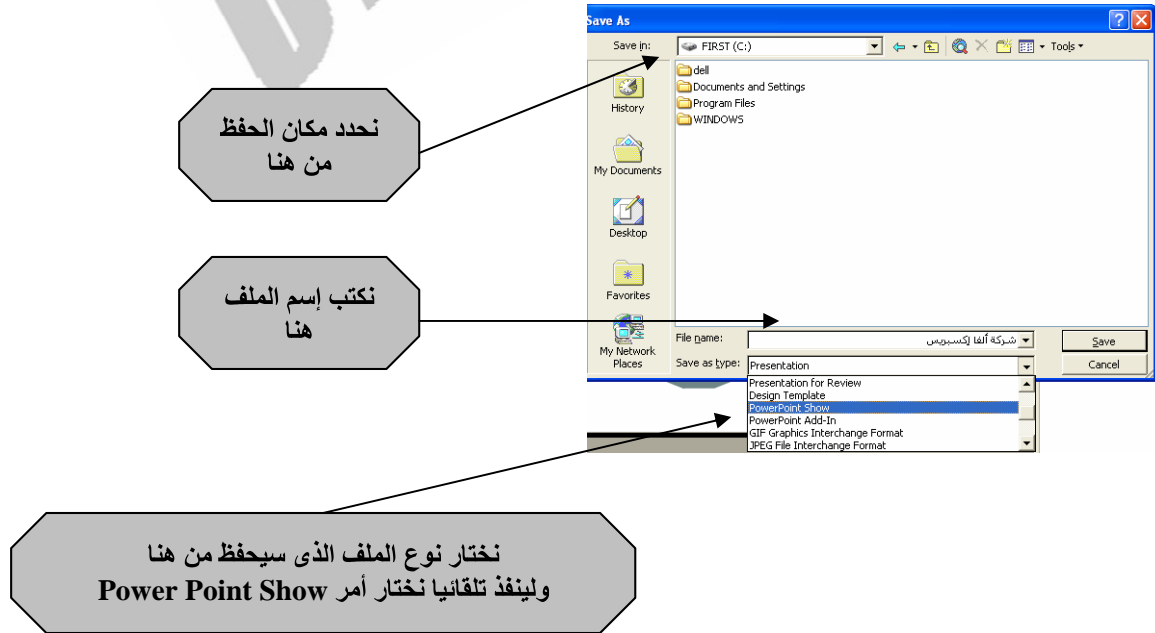 Save As
Save in:
FIRST (C:)
Tools
dell
Documents and Settings
Program Files
WINDOWS
History
My Documents
Desktop
Favorites
My Network
Places
نحدد مكان الحفظ
من هنا
نكتب إسم الملف
هنا
File name:
شركة ألفا إكسبريس
Save
Save as type:
Presentation
Cancel
Presentation for Review
Design Template
PowerPoint Show
PowerPoint Add-In
GIF Graphics Interchange Format
JPEG File Interchange Format
نختار نوع الملف الذى سيحفظ من هنا
ولينفذ تلقائيا نختار أمر Power Point Show